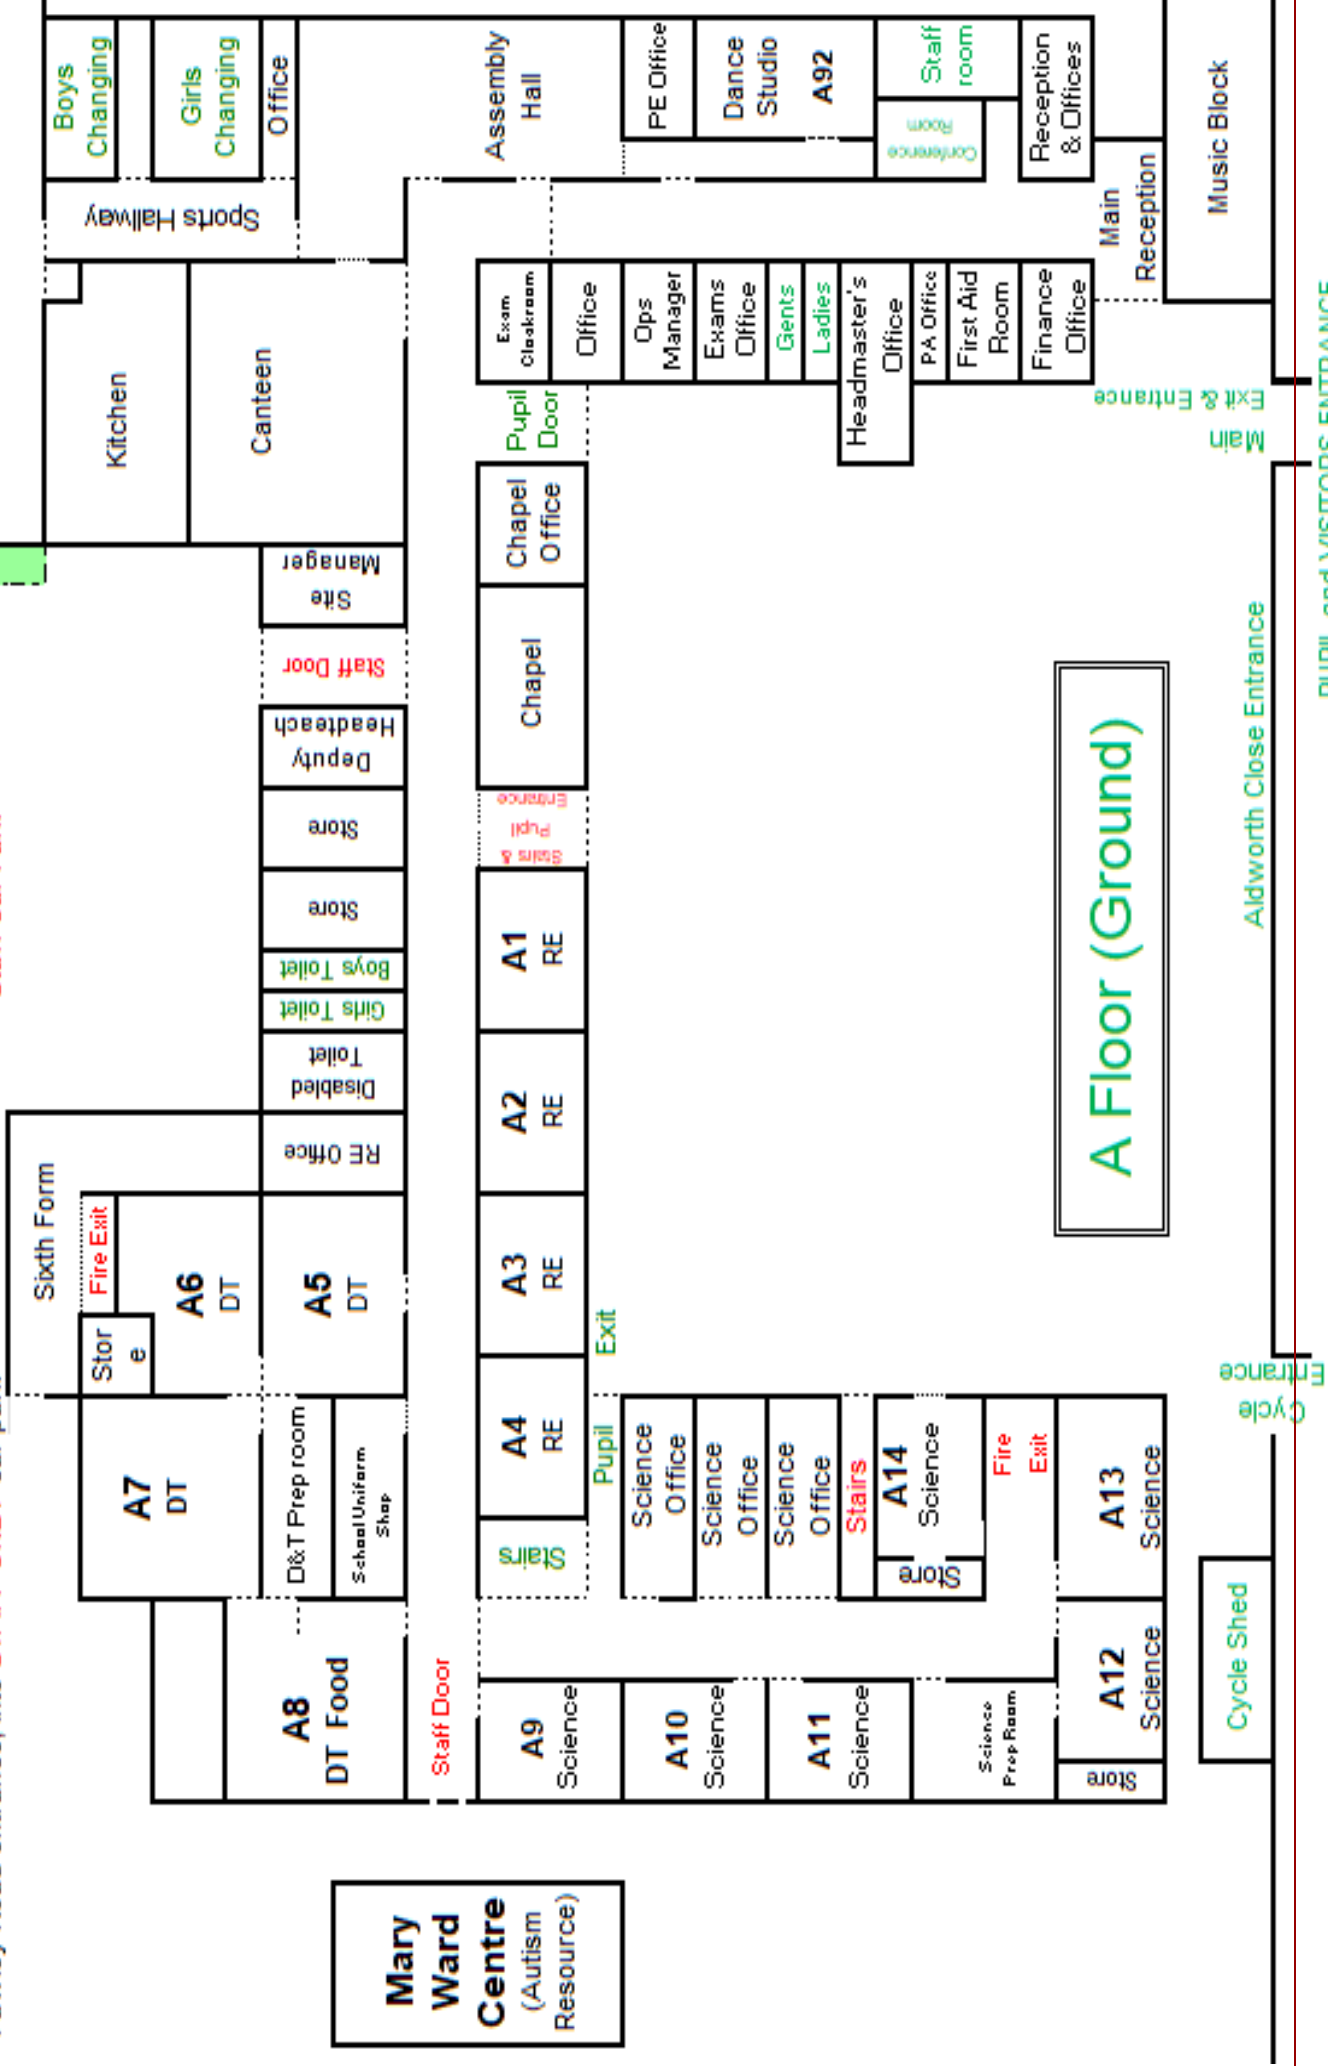 Boys
Changing
Girls
Changing
Office
Sports Hallway
Assembly
Hall
PE Office
Dance
Studio
A92
Staff
room
Conference
Room
Reception
& Offices
Main
Reception
Music Block
Kitchen
Canteen
Exam
Cloakroom
Office
Ops
Manager
Exams
Office
Gents
Ladies
Headmaster's
Office
PA Office
First Aid
Room
Finance
Office
Pupil
Door
Main
Exit & Entrance
Chapel
Office
Chapel
Site
Manager
Staff Door
Deputy
Headteach
Store
Store
Boys Toilet
Girls Toilet
Disabled
Toilet
RE Office
Stairs &
Pupil
Entrance
A1
RE
A2
RE
A3
RE
A4
RE
Stairs
Pupil Exit
Sixth Form
Fire Exit
Stor
e
A6
DT
A5
DT
A7
DT
D&T Prep room
School Uniform
Shop
A8
DT Food
Staff Door
Science
Office
Science
Office
Science
Office
Stairs
A14
Science
Store
Fire
Exit
A13
Science
A9
Science
A10
Science
A11
Science
Science
Prep Room
A12
Science
Store
A Floor (Ground)
Aldworth Close Entrance
PUPIL and VISITORS ENTRANCE
Cycle
Entrance
Cycle Shed
Mary
Ward
Centre
(Autism
Resource)